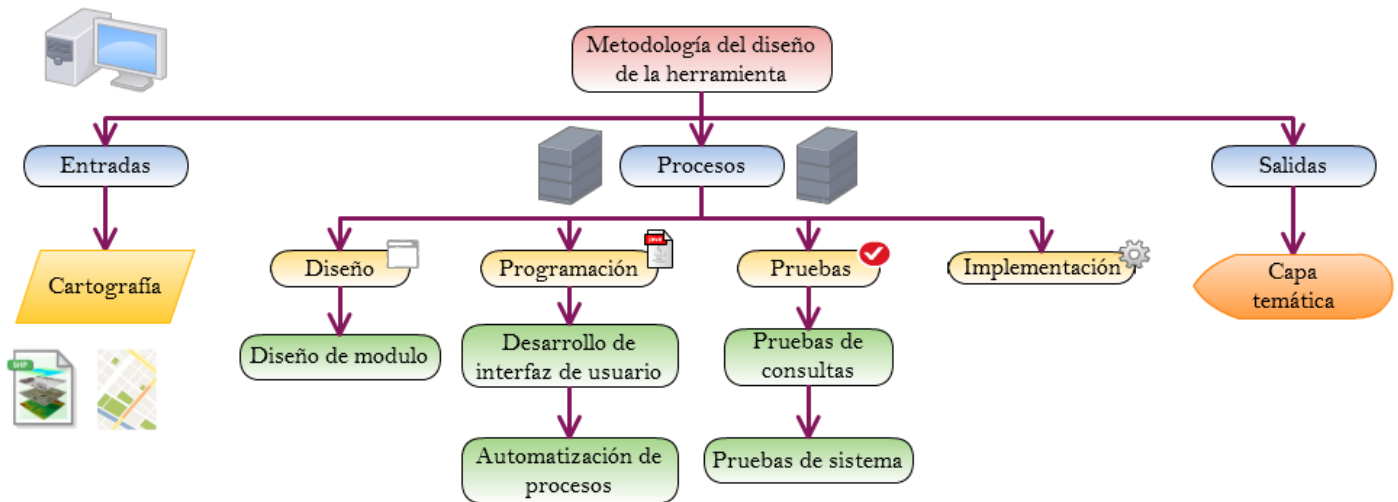 Metodología del diseño
de la herramienta
Entradas
Procesos
Salidas
Diseño
Programación
Pruebas
Implementación
Cartografía
Capa
temática
Diseño de modulo
Desarrollo de
interfaz de usuario
Pruebas de
consultas
SHP
Automatización de
procesos
Pruebas de sistema